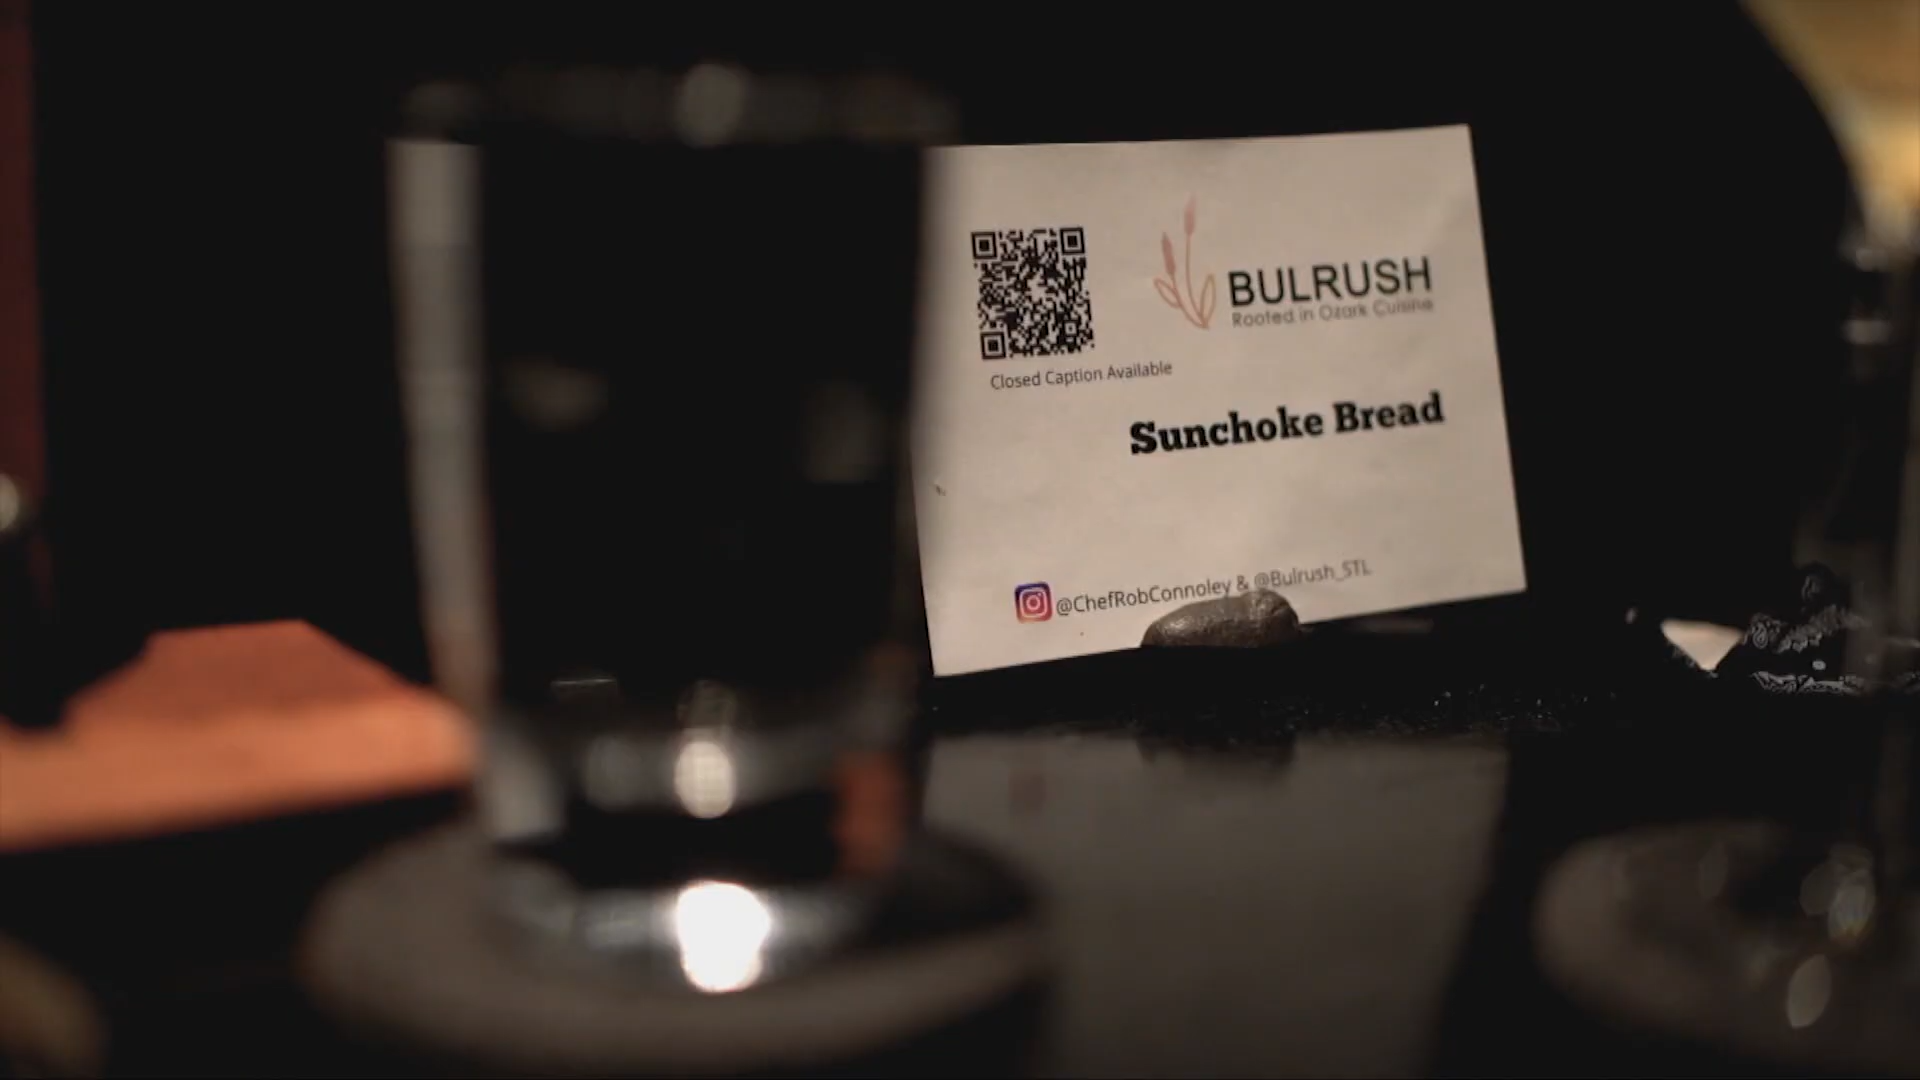 BULRUSH
Rooted in Ozark Cuisine
Closed Caption Available
Sunchoke Bread
@ChefRobConnoley & @Bulrush_STL